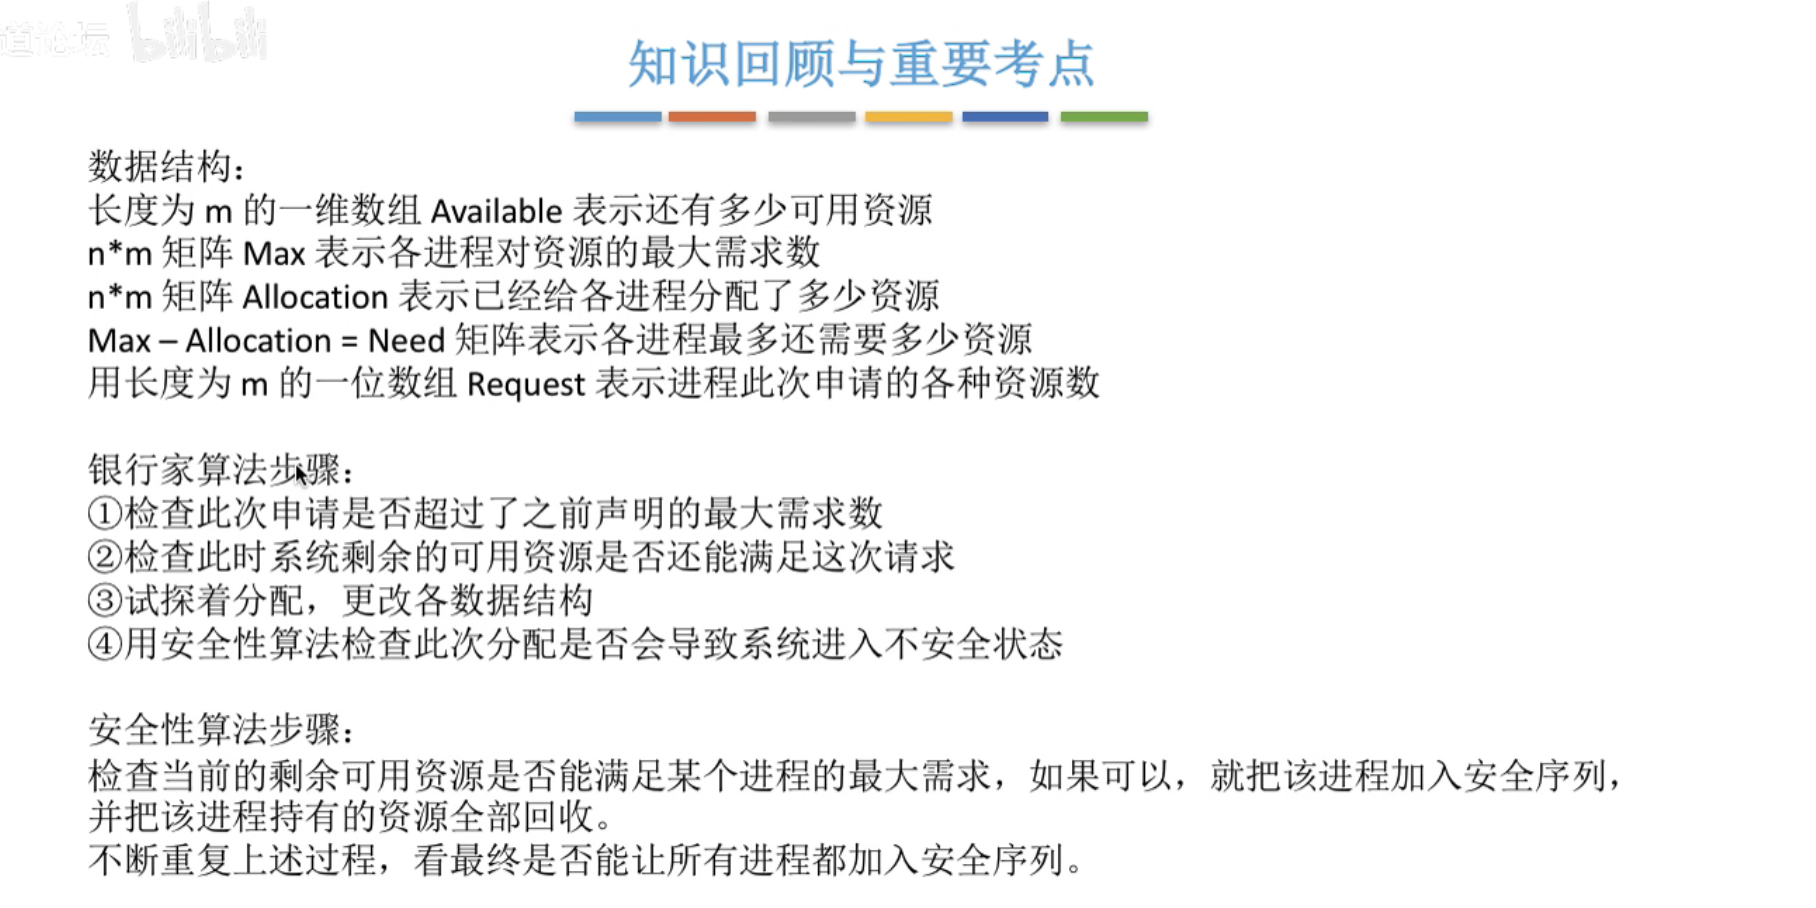 道论坛 bilibili
知识回顾与重要考点
数据结构：
长度为 m 的一维数组 Available 表示还有多少可用资源
n*m 矩阵 Max 表示各进程对资源的最大需求数
n*m 矩阵 Allocation 表示已经给各进程分配了多少资源
Max – Allocation = Need 矩阵表示各进程最多还需要多少资源
用长度为 m 的一位数组 Request 表示进程此次申请的各种资源数
银行家算法步骤：
①检查此次申请是否超过了之前声明的最大需求数
②检查此时系统剩余的可用资源是否还能满足这次请求
③试探着分配，更改各数据结构
④用安全性算法检查此次分配是否会导致系统进入不安全状态
安全性算法步骤：
检查当前的剩余可用资源是否能满足某个进程的最大需求，如果可以，就把该进程加入安全序列，
并把该进程持有的资源全部回收。
不断重复上述过程，看最终是否能让所有进程都加入安全序列。